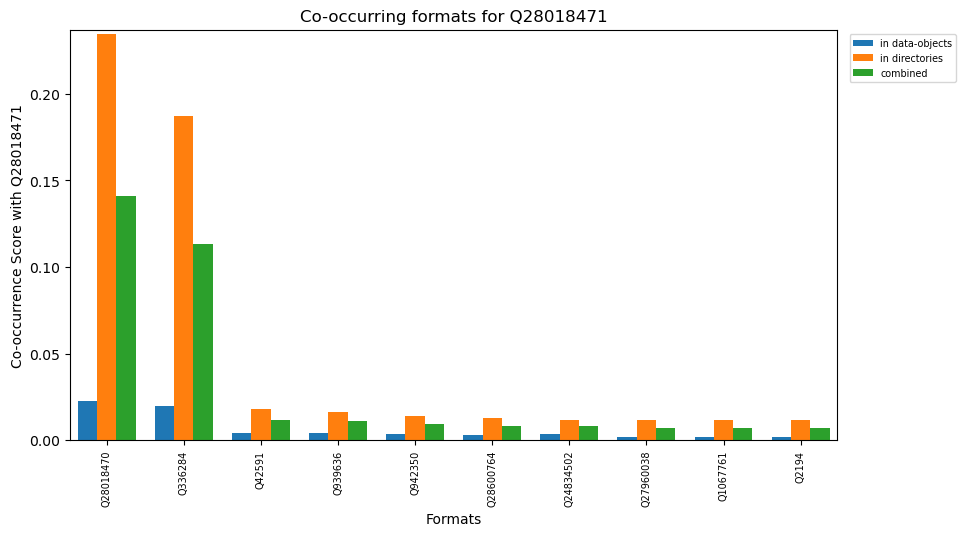 Co-occurring formats for Q28018471
in data-objects
in directories
combined
Co-occurrence Score with Q28018471
0.20
0.15
0.10
0.05
0.00
Q28018470
Q336284
Q42591
Q939636
Q942350
Q28600764
Q24834502
Q27960038
Q1067761
Q2194
Formats